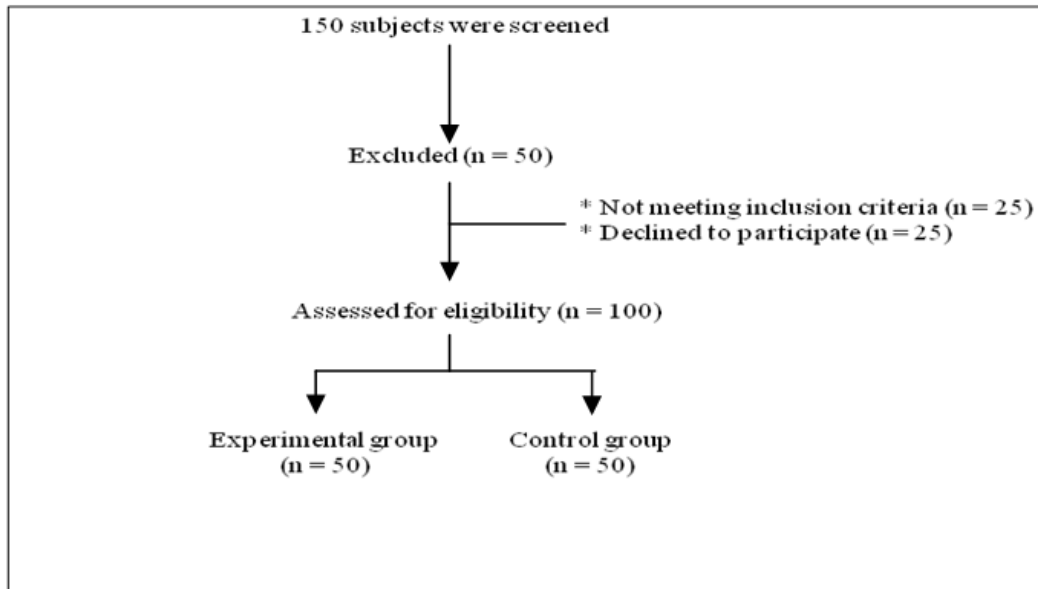 150 subjects were screened
Excluded (n = 50)
* Not meeting inclusion criteria (n = 25)
* Declined to participate (n = 25)
Assessed for eligibility (n = 100)
Experimental group
(n = 50)
Control group
(n = 50)